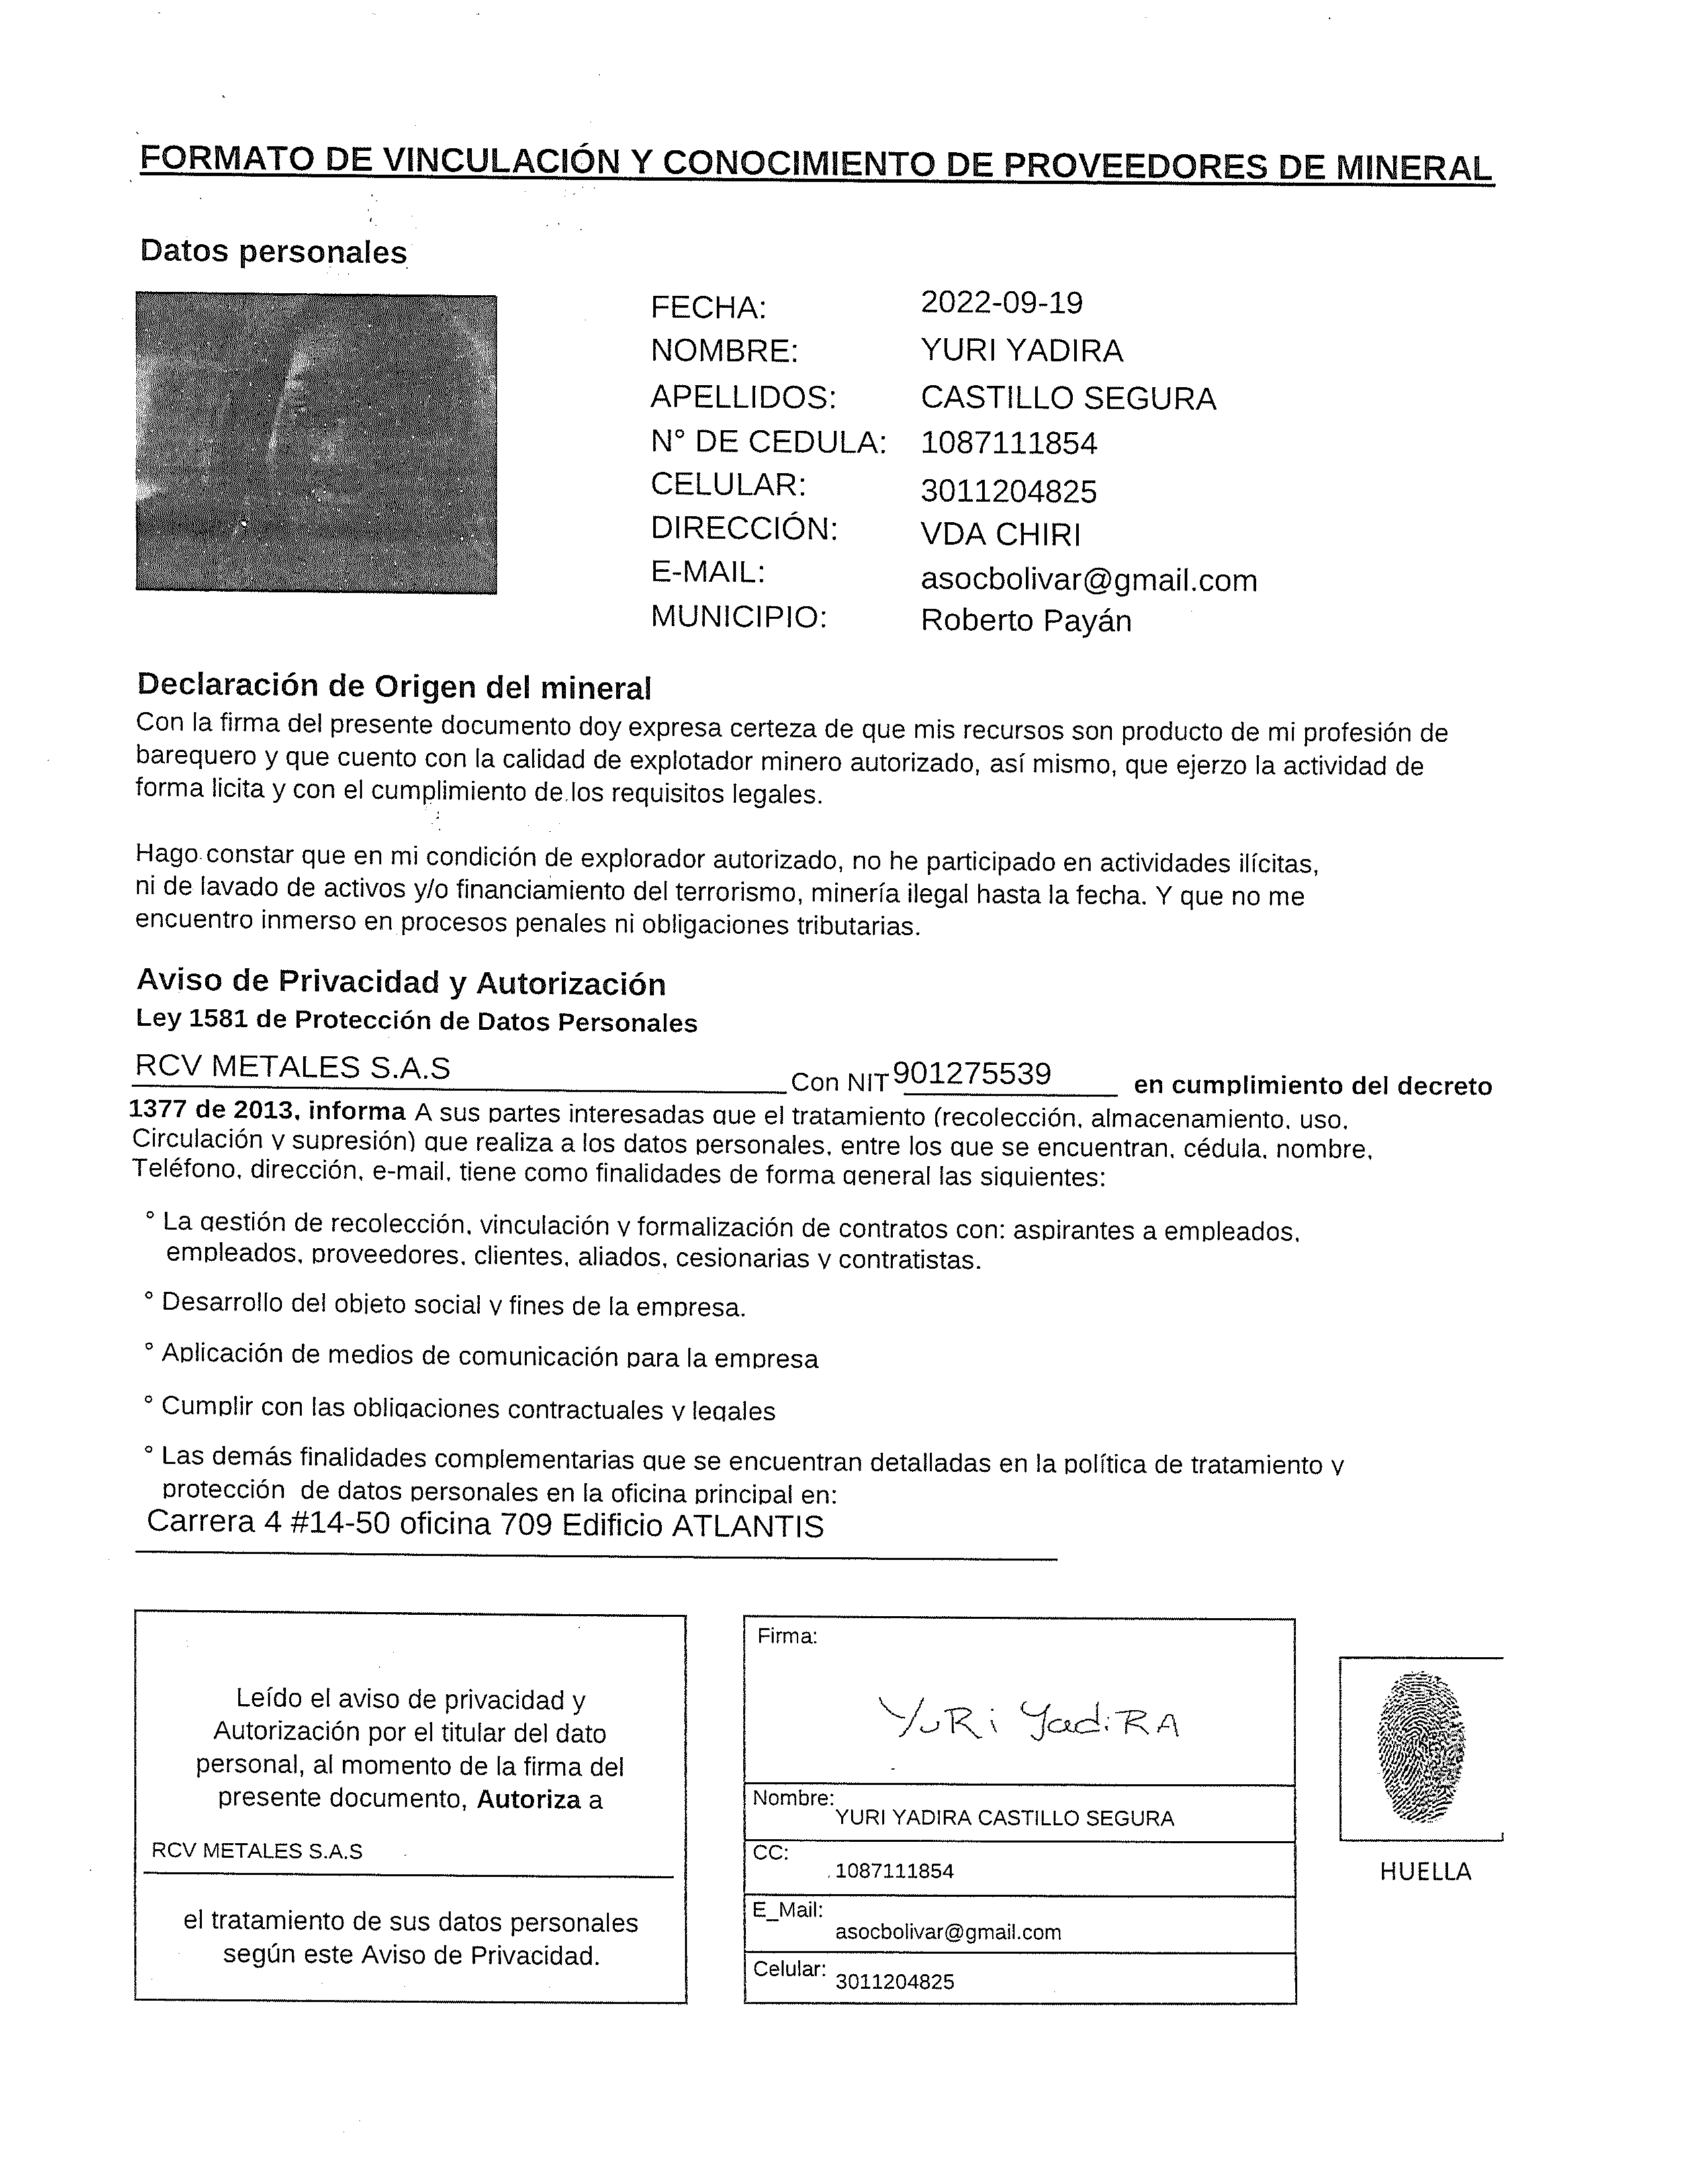 FORMATO DE VINCULACIÓN Y CONOCIMIENTO DE PROVEEDORES DE MINERAL
Datos personales
FECHA: 2022-09-19
NOMBRE: YURI YADIRA
APELLIDOS: CASTILLO SEGURA
N° DE CEDULA: 1087111854
CELULAR: 3011204825
DIRECCIÓN: VDA CHIRI
E-MAIL: asocbolivar@gmail.com
MUNICIPIO: Roberto Payán
Declaración de Origen del mineral
Con la firma del presente documento doy expresa certeza de que mis recursos son producto de mi profesión de
barequero y que cuento con la calidad de explotador minero autorizado, así mismo, que ejerzo la actividad de
forma licita y con el cumplimiento de los requisitos legales.
Hago constar que en mi condición de explorador autorizado, no he participado en actividades ilícitas,
ni de lavado de activos y/o financiamiento del terrorismo, minería ilegal hasta la fecha. Y que no me
encuentro inmerso en procesos penales ni obligaciones tributarias.
Aviso de Privacidad y Autorización
Ley 1581 de Protección de Datos Personales
RCV METALES S.A.S Con NIT 901275539 en cumplimiento del decreto
1377 de 2013, informa A sus partes interesadas que el tratamiento (recolección, almacenamiento, uso,
Circulación y supresión) que realiza a los datos personales, entre los que se encuentran, cédula, nombre,
Teléfono, dirección, e-mail, tiene como finalidades de forma general las siguientes:
° La gestión de recolección, vinculación y formalización de contratos con: aspirantes a empleados,
empleados, proveedores, clientes, aliados, cesionarias y contratistas.
° Desarrollo del objeto social y fines de la empresa.
° Aplicación de medios de comunicación para la empresa
° Cumplir con las obligaciones contractuales y legales
° Las demás finalidades complementarias que se encuentran detalladas en la política de tratamiento y
protección de datos personales en la oficina principal en:
Carrera 4 #14-50 oficina 709 Edificio ATLANTIS
Leído el aviso de privacidad y
Autorización por el titular del dato
personal, al momento de la firma del
presente documento, Autoriza a
RCV METALES S.A.S
el tratamiento de sus datos personales
según este Aviso de Privacidad.
Firma:
YuRi YadiRA
Nombre:
YURI YADIRA CASTILLO SEGURA
CC:
1087111854
E_Mail:
asocbolivar@gmail.com
Celular: 3011204825
HUELLA